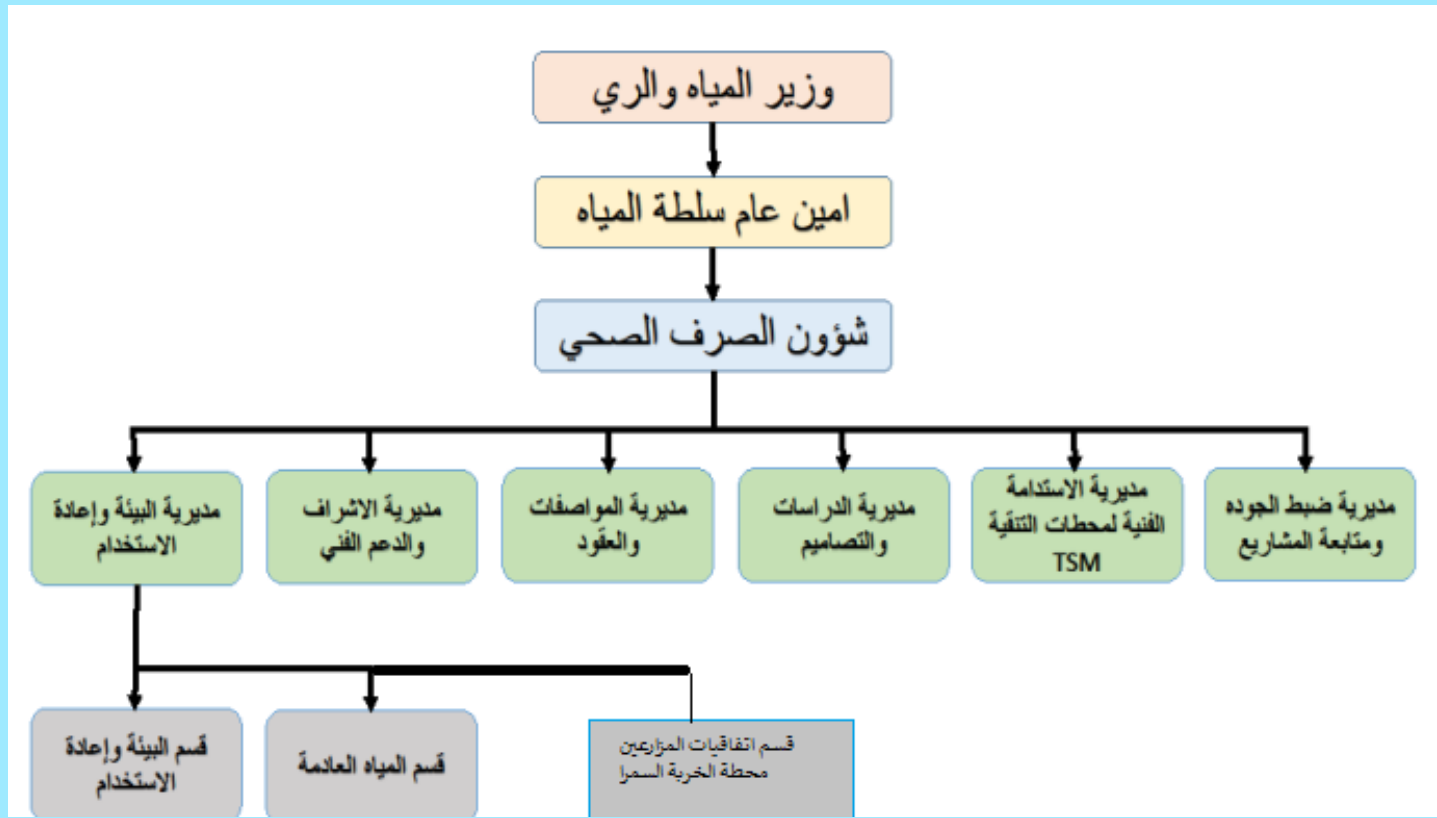 وزير المياه والري
امين عام سلطة المياه
شؤون الصرف الصحي
مديرية ضبط الجوده
ومتابعة المشاريع
مديرية الاستدامة
الفنية لمحطات التنقية
TSM
مديرية الدراسات
والتصاميم
مديرية المواصفات
والعقود
مديرية الاشراف
والدعم الفني
مديرية البيئة وإعادة
الاستخدام
قسم اتفاقيات المزارعين
محطة الخربة السمرا
قسم المياه العادمة
قسم البيئة وإعادة
الاستخدام